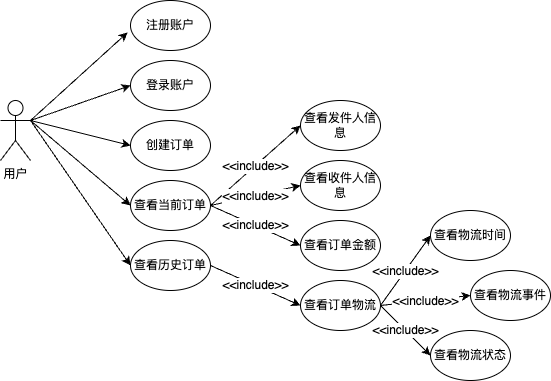 注册账户
登录账户
创建订单
用户
查看当前订单
查看历史订单
<<include>>
<<include>>
<<include>>
<<include>>
查看发件人信
息
查看收件人信
息
查看订单金额
查看订单物流
<<include>>
<<include>>
<<include>>
查看物流时间
查看物流事件
查看物流状态